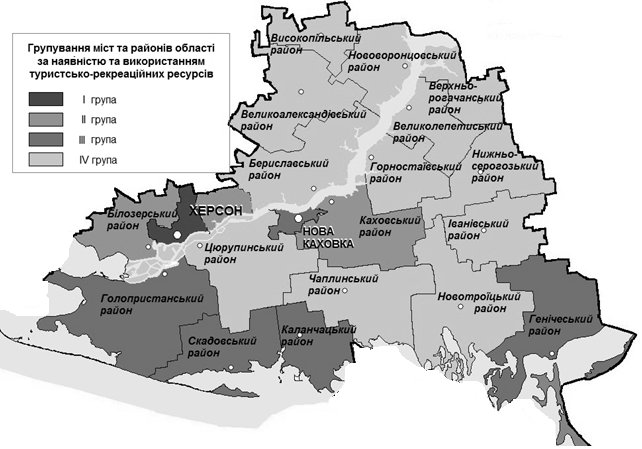 Групування міст та районів області
за наявністю та використанням
туристсько-рекреаційних ресурсів
I група
II група
III група
IV група
Високопільський
район
Нововоронцовський
район
Верхньо-
рогачанський
район
Великоалександрівський
район
Великолепетиський
район
Бериславський
район
Горностаївський
район
Нижньо-
серогозький
район
Білозерський
район
ХЕРСОН
Цюрупинський
район
НОВА
КАХОВКА
Каховський
район
Іванівський
район
Чаплинський
район
Новотроїцький
район
Голопристанський
район
Генічеський
район
Скадовський
район
Каланчацький
район